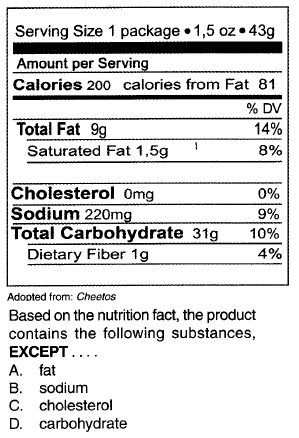 Serving Size 1 package • 1,5 oz • 43g
Amount per Serving
Calories 200 calories from Fat 81
% DV
Total Fat 9g 14%
Saturated Fat 1,5g 8%
Cholesterol 0mg 0%
Sodium 220mg 9%
Total Carbohydrate 31g 10%
Dietary Fiber 1g 4%
Adopted from: Cheetos
Based on the nutrition fact, the product
contains the following substances,
EXCEPT . . . .
A. fat
B. sodium
C. cholesterol
D. carbohydrate